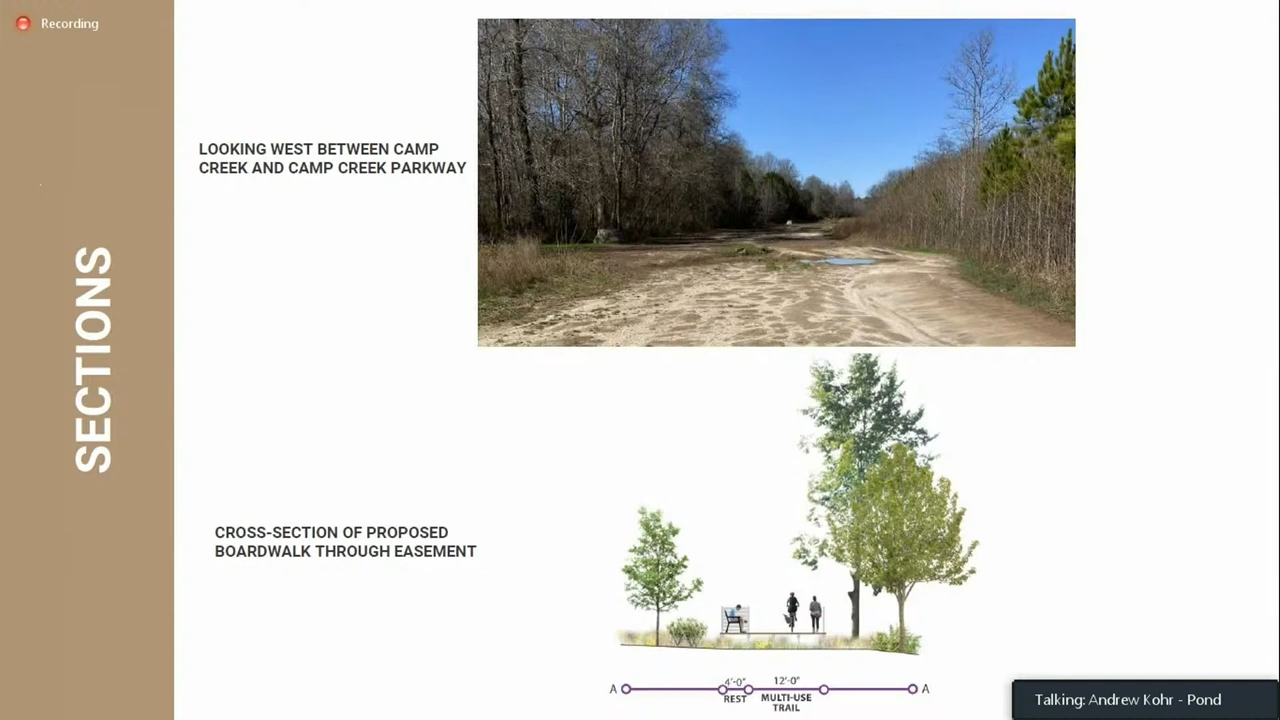 Recording
LOOKING WEST BETWEEN CAMP
CREEK AND CAMP CREEK PARKWAY
SECTIONS
CROSS-SECTION OF PROPOSED
BOARDWALK THROUGH EASEMENT
A
4'-0"
REST
12'-0"
MULTI-USE
TRAIL
A
Talking: Andrew Kohr - Pond